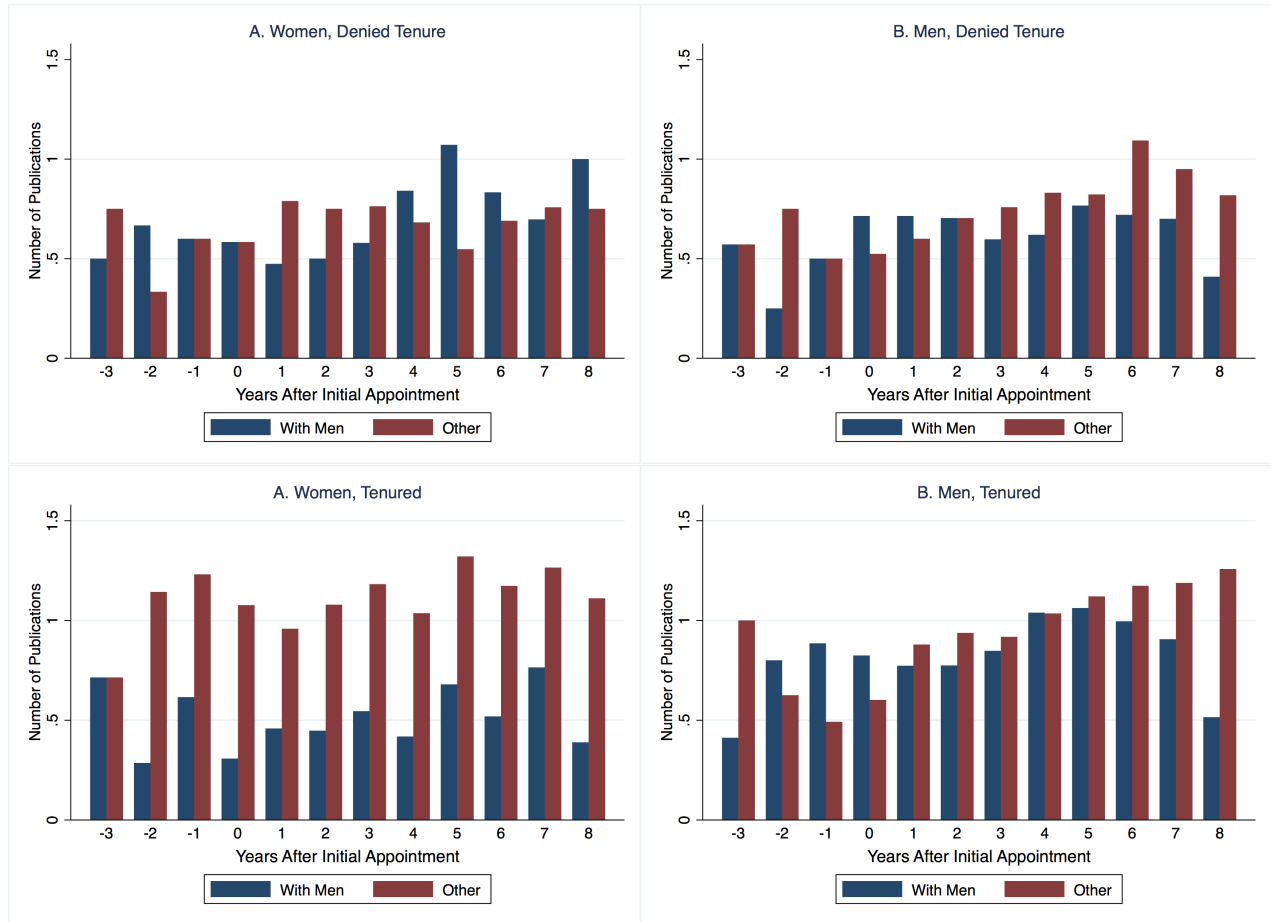 A. Women, Denied Tenure
Number of Publications
1.5
1
.5
0
-3 -2 -1 0 1 2 3 4 5 6 7 8
Years After Initial Appointment
With Men Other
B. Men, Denied Tenure
Number of Publications
1.5
1
.5
0
-3 -2 -1 0 1 2 3 4 5 6 7 8
Years After Initial Appointment
With Men Other
A. Women, Tenured
Number of Publications
1.5
1
.5
0
-3 -2 -1 0 1 2 3 4 5 6 7 8
Years After Initial Appointment
With Men Other
B. Men, Tenured
Number of Publications
1.5
1
.5
0
-3 -2 -1 0 1 2 3 4 5 6 7 8
Years After Initial Appointment
With Men Other